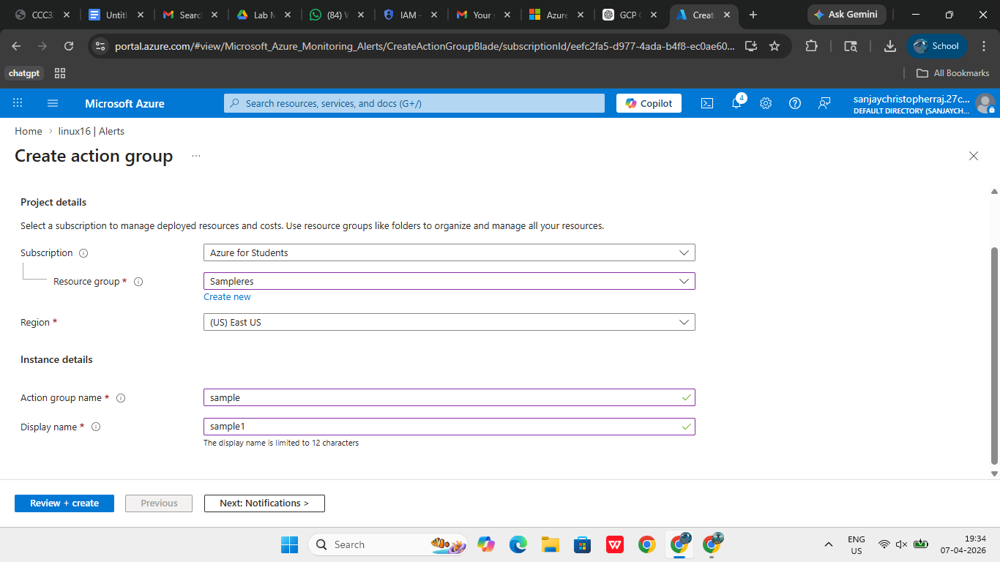 CCC3.
Untitl
Searc
Lab M
(84) V
IAM -
Your s
Azure
GCP C
Create
Ask Gemini
portal.azure.com/#view/Microsoft_Azure_Monitoring_Alerts/CreateActionGroupBlade/subscriptionId/eefc2fa5-d977-4ada-b4f8-ec0ae60...
School
chatgpt
All Bookmarks
Microsoft Azure
Search resources, services, and docs (G+/)
Copilot
4
sanjaychristopherraj.27c...
DEFAULT DIRECTORY (SANJAYCH...
Home > linux16 | Alerts
Create action group ...
Project details
Select a subscription to manage deployed resources and costs. Use resource groups like folders to organize and manage all your resources.
Subscription
Azure for Students
Resource group *
Sampleres
Create new
Region *
(US) East US
Instance details
Action group name *
sample
Display name *
sample1
The display name is limited to 12 characters
Review + create
Previous
Next: Notifications >
Search
ENG
US
19:34
07-04-2026